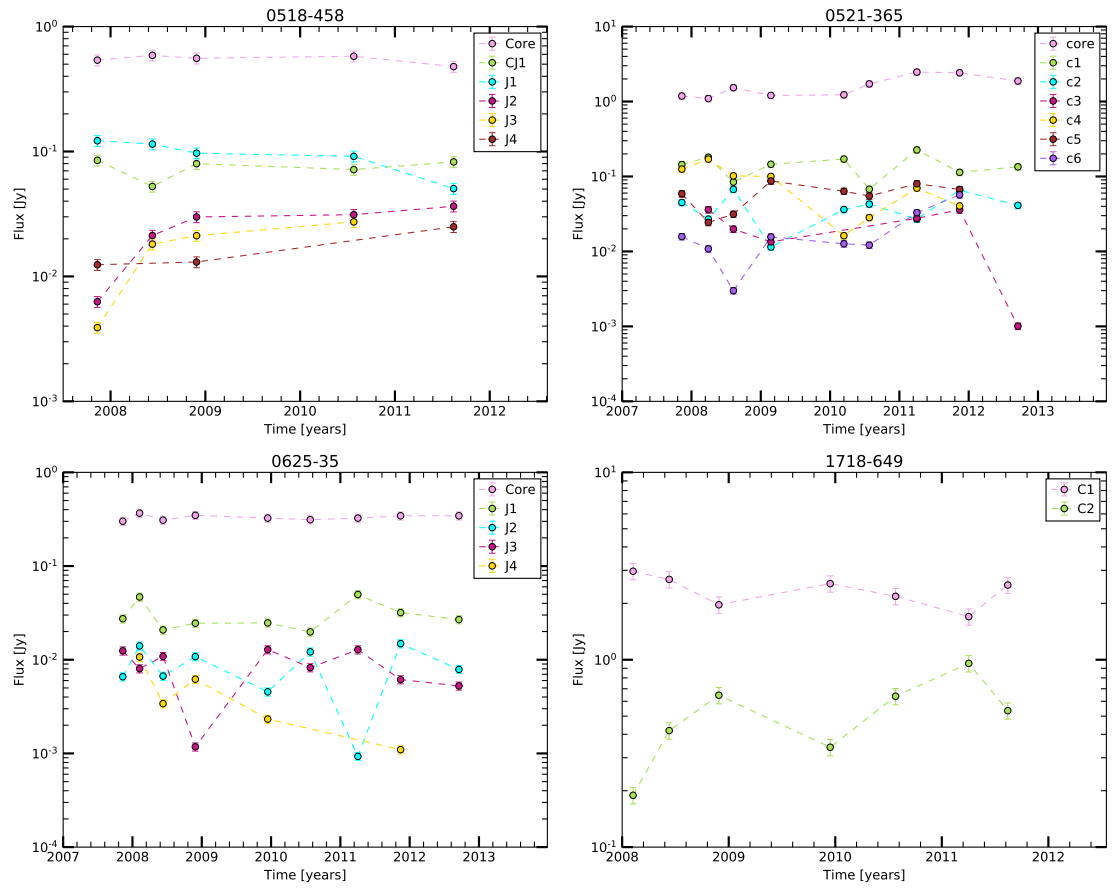 0518-458
10⁰
10⁻¹
10⁻²
10⁻³
Flux [Jy]
2008 2009 2010 2011 2012
Time [years]
Core
CJ1
J1
J2
J3
J4
0521-365
10¹
10⁰
10⁻¹
10⁻²
10⁻³
10⁻⁴
Flux [Jy]
2007 2008 2009 2010 2011 2012 2013
Time [years]
core
c1
c2
c3
c4
c5
c6
0625-35
10⁰
10⁻¹
10⁻²
10⁻³
10⁻⁴
Flux [Jy]
2007 2008 2009 2010 2011 2012 2013
Time [years]
Core
J1
J2
J3
J4
1718-649
10¹
10⁰
10⁻¹
Flux [Jy]
2008 2009 2010 2011 2012
Time [years]
C1
C2